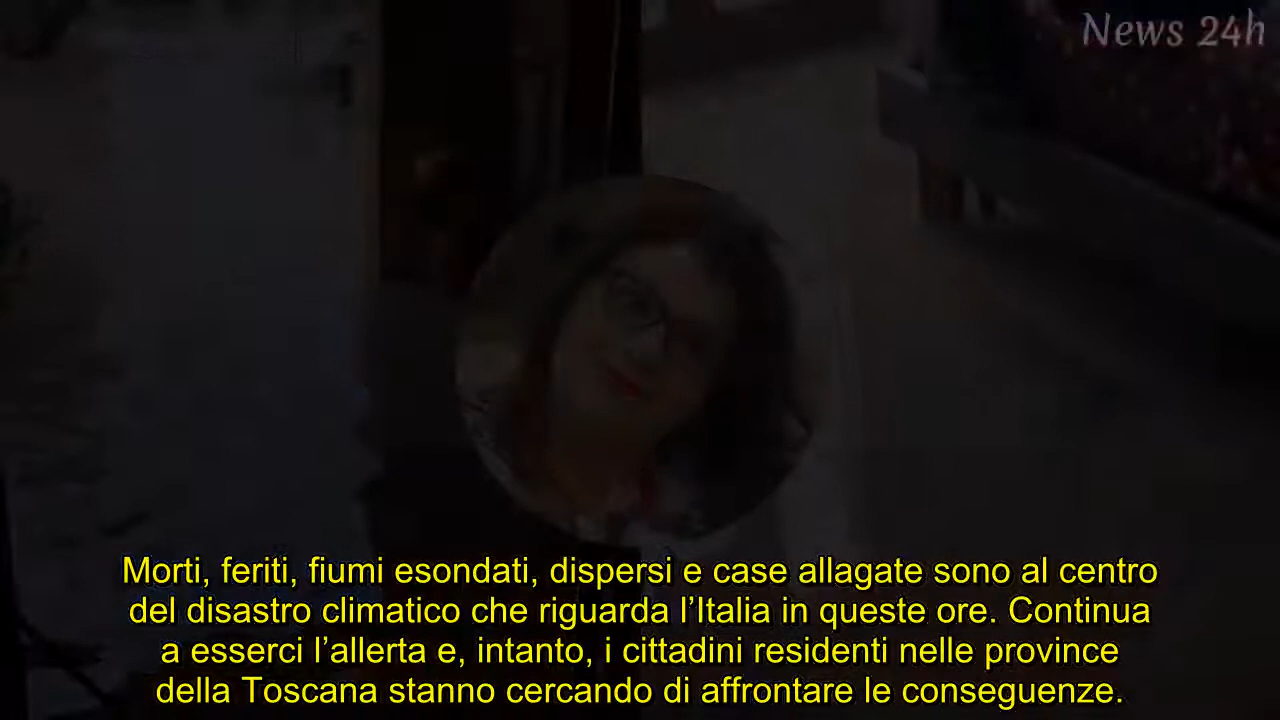 News 24h
Morti, feriti, fiumi esondati, dispersi e case allagate sono al centro
del disastro climatico che riguarda l’Italia in queste ore. Continua
a esserci l’allerta e, intanto, i cittadini residenti nelle province
della Toscana stanno cercando di affrontare le conseguenze.